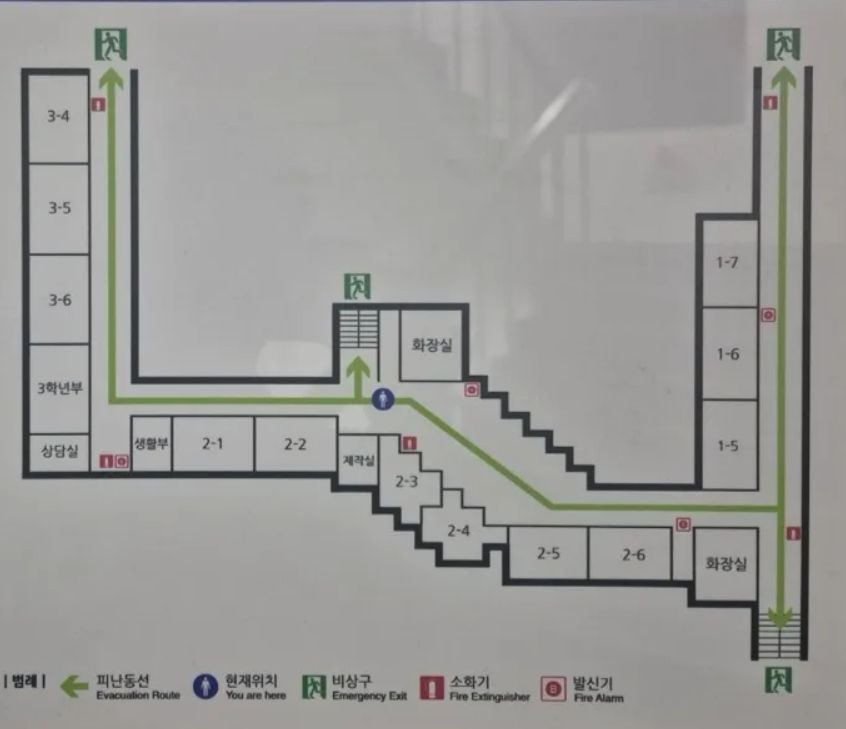 3-4
3-5
3-6
3학년부
상담실
생활부
2-1
2-2
제작실
2-3
2-4
2-5
2-6
화장실
화장실
1-7
1-6
1-5
| 범례 |
피난동선
Evacuation Route
현재위치
You are here
비상구
Emergency Exit
소화기
Fire Extinguisher
B
발신기
Fire Alarm